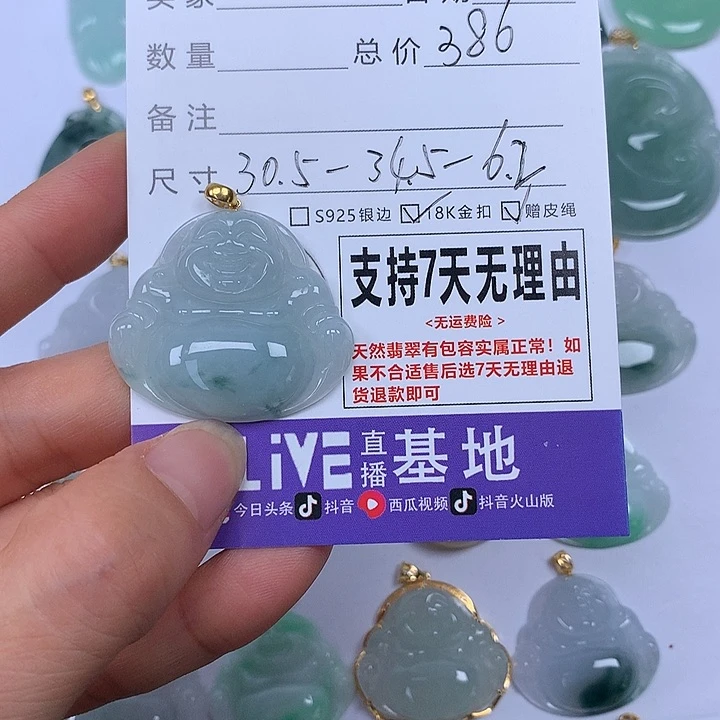 数量 总价 386
备注
尺寸 30.5-34.5-6.2
S925银边 18K金扣 赠皮绳
支持7天无理由
<无运费险>
天然翡翠有包容实属正常！如
果不合适售后选7天无理由退
货退款即可
LiVE 直播 基地
今日头条 抖音 西瓜视频 抖音火山版